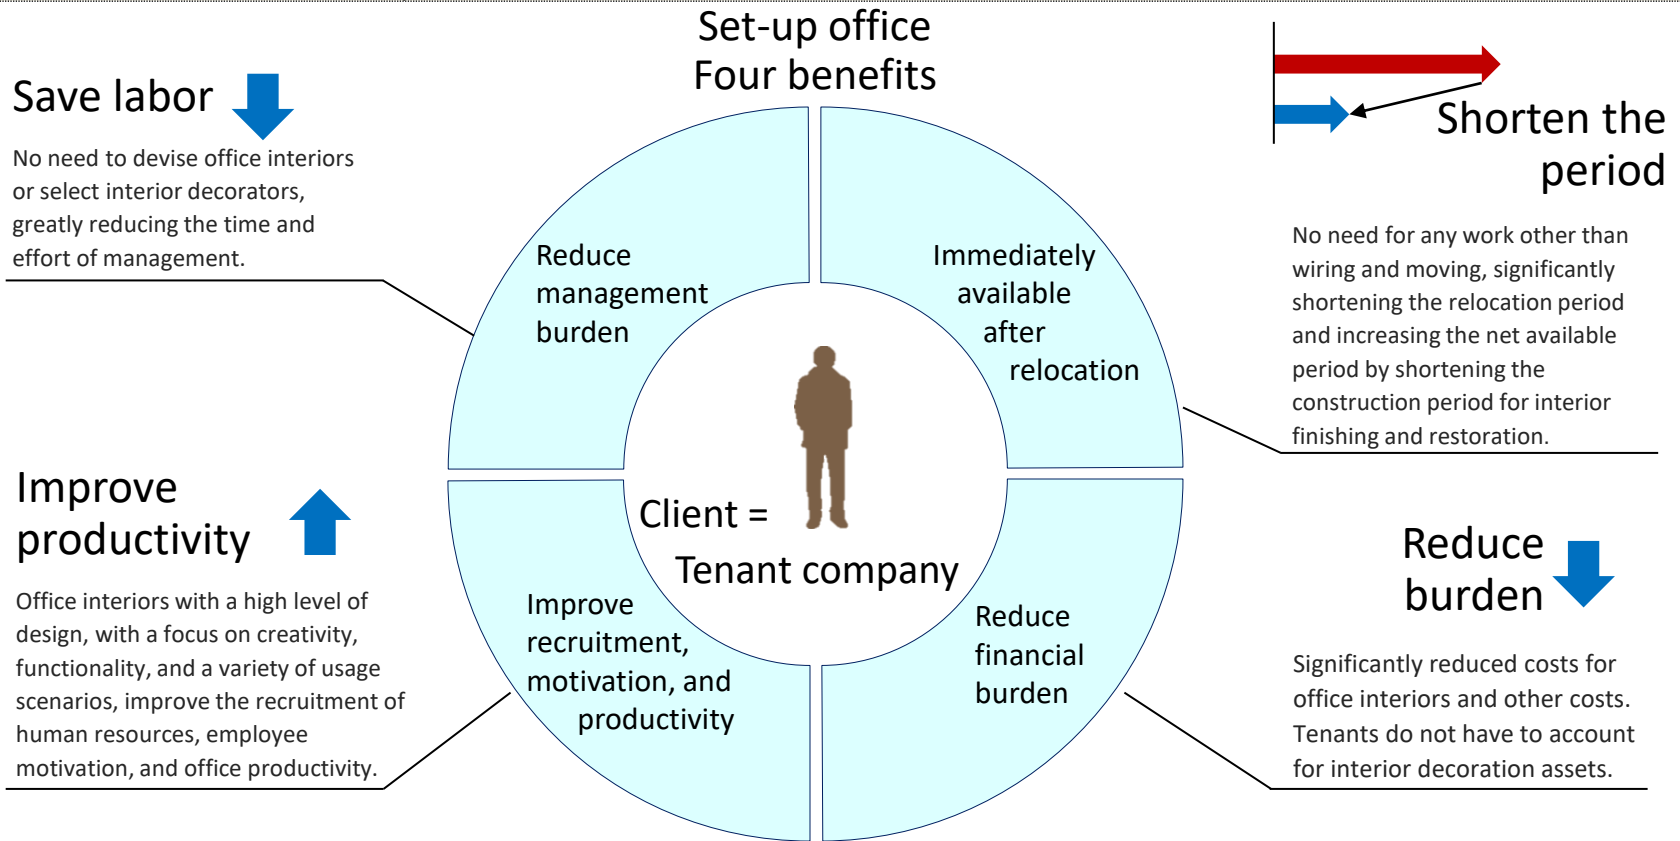 Set-up office
Four benefits
Save labor
No need to devise office interiors
or select interior decorators,
greatly reducing the time and
effort of management.
Reduce
management
burden
Immediately
available
after
relocation
Shorten the
period
No need for any work other than
wiring and moving, significantly
shortening the relocation period
and increasing the net available
period by shortening the
construction period for interior
finishing and restoration.
Client =
Tenant company
Improve
productivity
Office interiors with a high level of
design, with a focus on creativity,
functionality, and a variety of usage
scenarios, improve the recruitment of
human resources, employee
motivation, and office productivity.
Improve
recruitment,
motivation, and
productivity
Reduce
financial
burden
Reduce
burden
Significantly reduced costs for
office interiors and other costs.
Tenants do not have to account
for interior decoration assets.